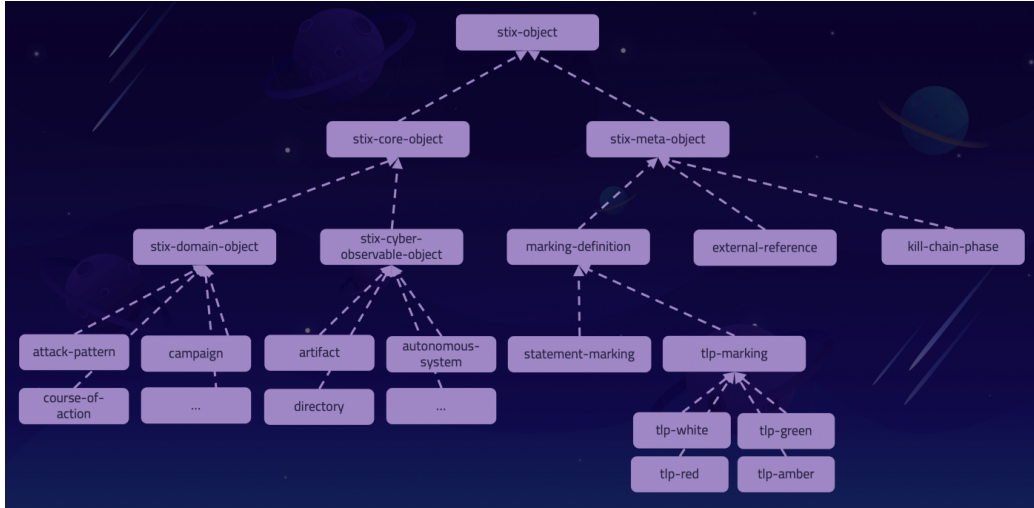 stix-object
stix-core-object
stix-meta-object
stix-domain-object
stix-cyber-
observable-object
marking-definition
external-reference
kill-chain-phase
attack-pattern
campaign
artifact
autonomous-
system
statement-marking
tlp-marking
course-of-
action
...
directory
...
tlp-white
tlp-green
tlp-red
tlp-amber